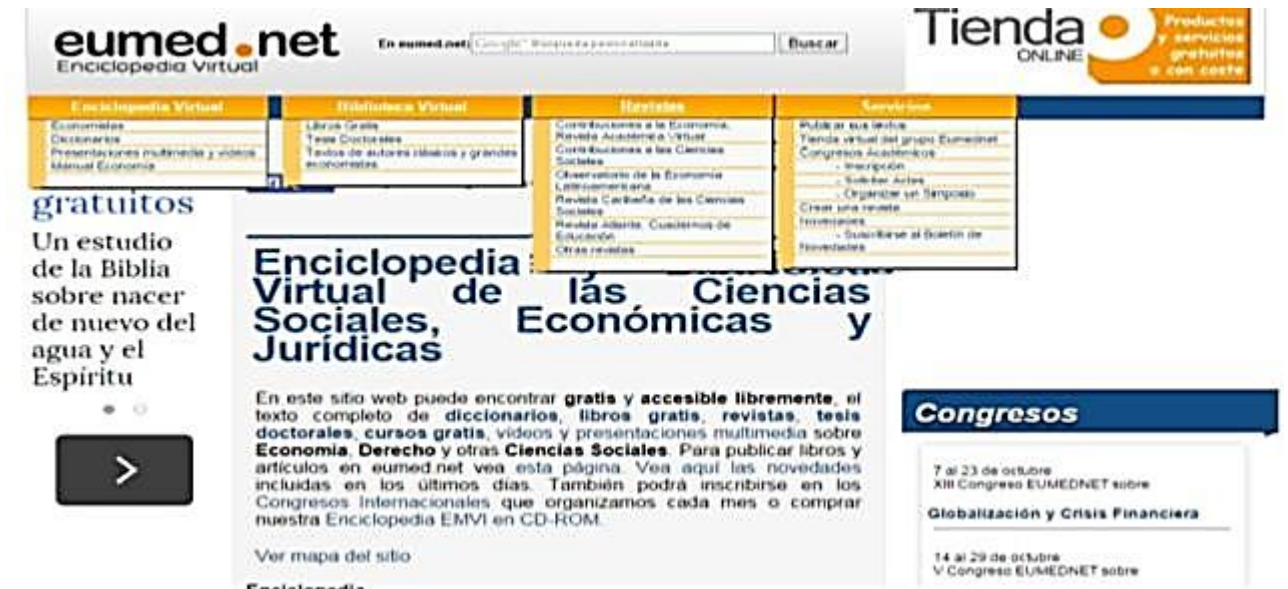 eumed.net
Enciclopedia Virtual
En eumed.net:
Google™ Búsqueda personalizada
Buscar
Tienda
ONLINE
Productos
y servicios
gratuitos
o con coste
Enciclopedia Virtual
Economistas
Diccionarios
Presentaciones multimedia y vídeos
Manual Economía
Biblioteca Virtual
Libros Gratis
Tesis Doctorales
Textos de autores clásicos y grandes
economistas
Revistas
Contribuciones a la Economía,
Revista Académica Virtual
Contribuciones a las Ciencias
Sociales
Observatorio de la Economía
Latinoamericana
Revista Caribeña de las Ciencias
Sociales
Revista Atlante. Cuadernos de
Educación
Otras revistas
Servicios
Publicar sus textos
Tienda virtual del grupo Eumednet
Congresos Académicos
- Inscripción
- Solicitar Actas
- Organizar un Simposio
Crear una revista
Novedades
- Suscribirse al Boletín de
Novedades
gratuitos
Un estudio
de la Biblia
sobre nacer
de nuevo del
agua y el
Espíritu
>
Enciclopedia y
Virtual de las Ciencias
Sociales, Económicas y
Jurídicas
En este sitio web puede encontrar gratis y accesible libremente, el
texto completo de diccionarios, libros gratis, revistas, tesis
doctorales, cursos gratis, vídeos y presentaciones multimedia sobre
Economía, Derecho y otras Ciencias Sociales. Para publicar libros y
artículos en eumed.net vea esta página. Vea aquí las novedades
incluidas en los últimos días. También podrá inscribirse en los
Congresos Internacionales que organizamos cada mes o comprar
nuestra Enciclopedia EMVI en CD-ROM.
Ver mapa del sitio
Enciclopedia
Congresos
7 al 23 de octubre
XIII Congreso EUMEDNET sobre
Globalización y Crisis Financiera
14 al 29 de octubre
V Congreso EUMEDNET sobre